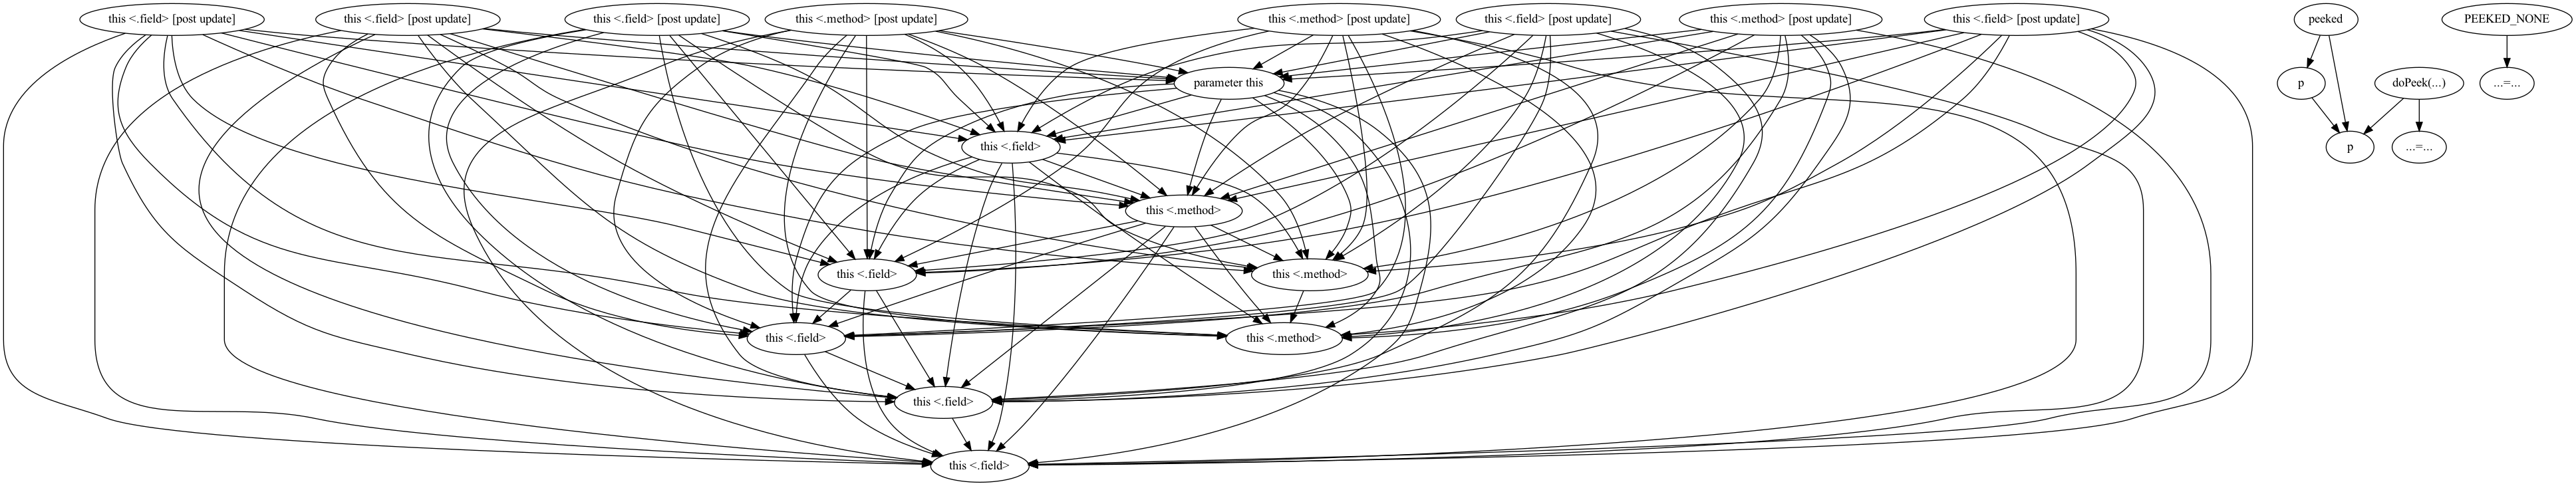 this <.field> [post update]
this <.field> [post update]
this <.field> [post update]
this <.method> [post update]
this <.method> [post update]
this <.field> [post update]
this <.method> [post update]
this <.field> [post update]
peeked
PEEKED_NONE
parameter this
p
doPeek(...)
...=...
this <.field>
p
...=...
this <.method>
this <.field>
this <.method>
this <.field>
this <.method>
this <.field>
this <.field>